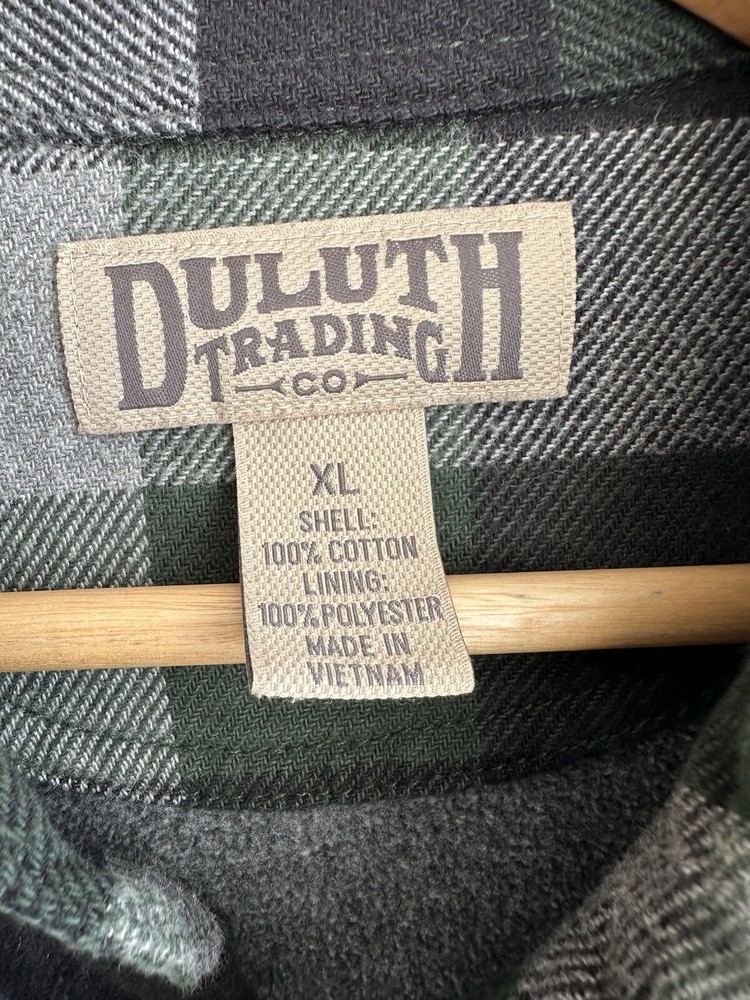 DULUTH
TRADING
CO
XL
SHELL:
100% COTTON
LINING:
100% POLYESTER
MADE IN
VIETNAM